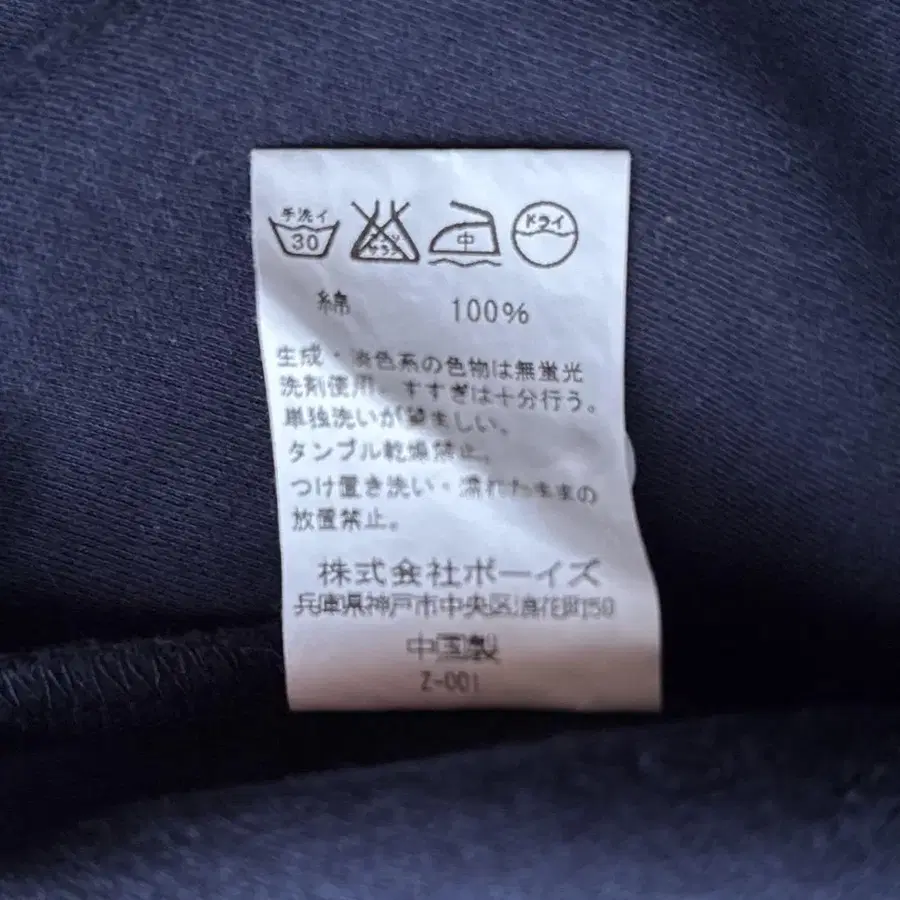 手洗イ ドライ
30 中
綿 100%
生成・淡色系の色物は無蛍光
洗剤使用、すすぎは十分行う。
単独洗いが望ましい。
タンブル乾燥禁止。
つけ置き洗い・濡れたままの
放置禁止。
株式会社ボーイズ
兵庫県神戸市中央区浪花町150
中国製
Z-001